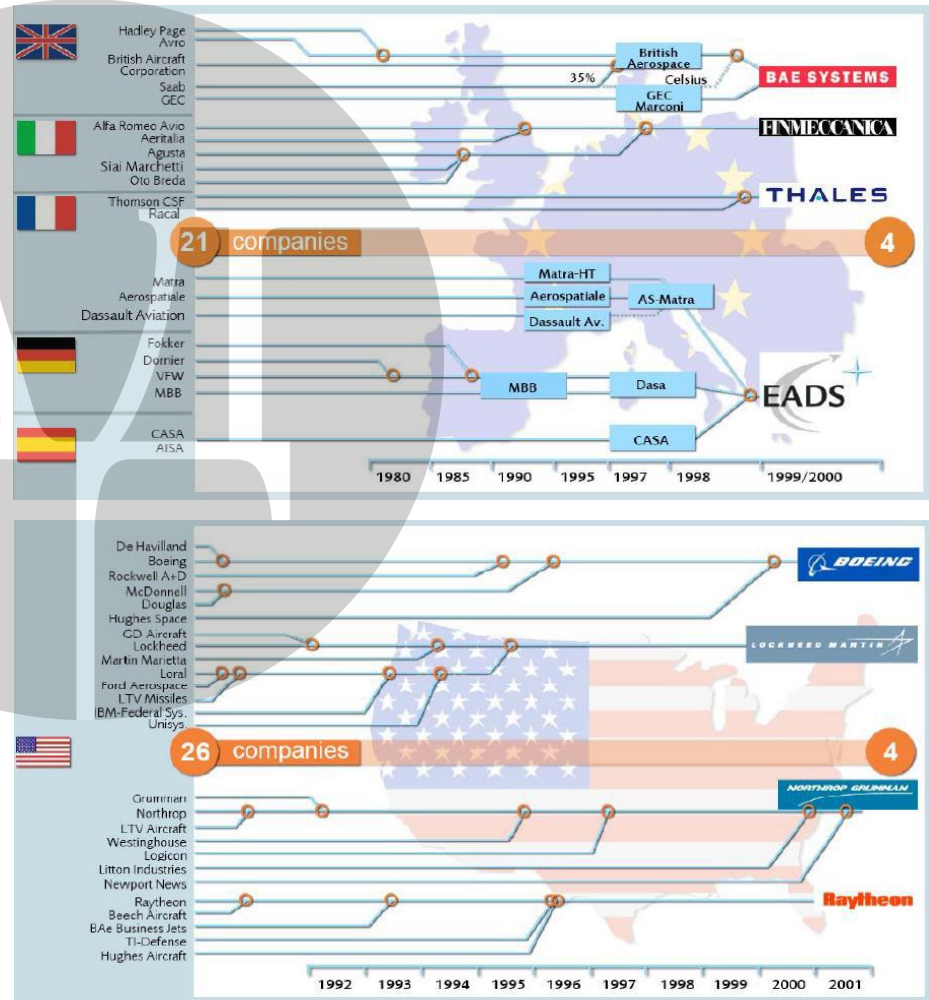 Hadley Page
Avro
British Aircraft
Corporation
Saab
GEC
35%
British
Aerospace
Celsius
GEC
Marconi
BAE SYSTEMS
Alfa Romeo Avio
Aeritalia
Agusta
Siai Marchetti
Oto Breda
FINMECCANICA
Thomson CSF
Racal
THALES
21 companies 4
Matra
Aerospatiale
Dassault Aviation
Matra-HT
Aerospatiale
AS-Matra
Dassault Av.
Fokker
Dornier
VFW
MBB
MBB
Dasa
EADS
CASA
AISA
CASA
1980 1985 1990 1995 1997 1998 1999/2000
De Havilland
Boeing
Rockwell A+D
McDonnell
Douglas
Hughes Space
BOEING
GD Aircraft
Lockheed
Martin Marietta
Loral
Ford Aerospace
LTV Missiles
IBM-Federal Sys.
Unisys
LOCKHEED MARTIN
26 companies 4
Grumman
Northrop
LTV Aircraft
Westinghouse
Logicon
Litton Industries
Newport News
NORTHROP GRUMMAN
Raytheon
Beech Aircraft
BAe Business Jets
TI-Defense
Hughes Aircraft
Raytheon
1992 1993 1994 1995 1996 1997 1998 1999 2000 2001